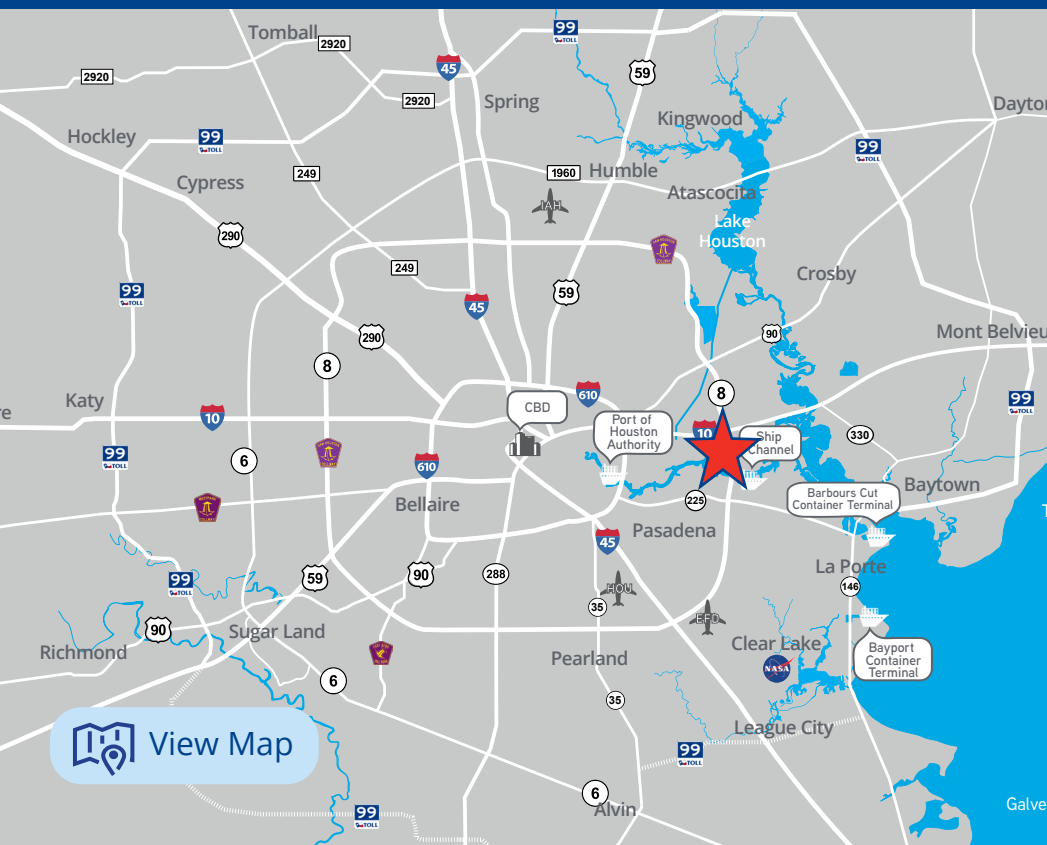 Tomball
99
TOLL
2920
45
59
2920
2920
Spring
Dayto
Kingwood
Hockley
99
TOLL
99
TOLL
249
1960
Humble
Cypress
Atascocita
IAH
Lake
Houston
290
249
Crosby
99
TOLL
59
45
290
90
Mont Belvieu
8
8
610
Katy
CBD
99
TOLL
10
Port of
Houston
Authority
10
Ship
Channel
330
99
TOLL
6
610
Baytown
Bellaire
225
Barbours Cut
Container Terminal
Pasadena
45
La Porte
59
90
288
99
TOLL
HOU
146
35
EFD
90
Sugar Land
Richmond
Clear Lake
Pearland
NASA
Bayport
Container
Terminal
6
35
League City
View Map
99
TOLL
6
Alvin
99
TOLL
Galve